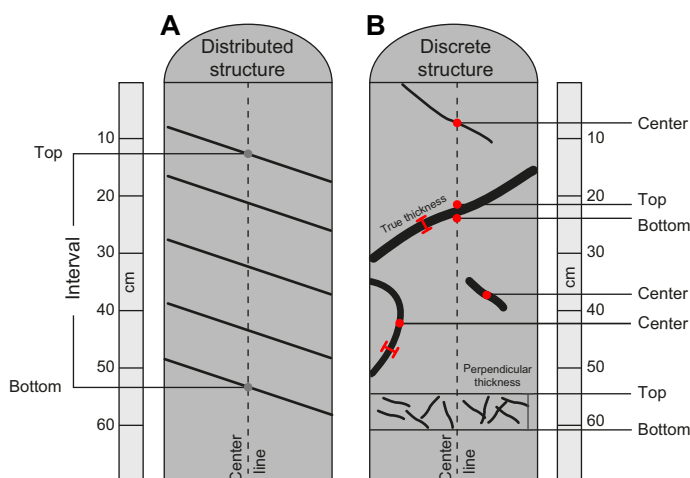 A
Distributed
structure
10
20
30
40
50
60
cm
Top
Interval
Bottom
Center
line
B
Discrete
structure
Center
10
Top
20
True thickness
Bottom
30
cm
Center
40
Center
50
Perpendicular
thickness
Top
60
Bottom
Center
line